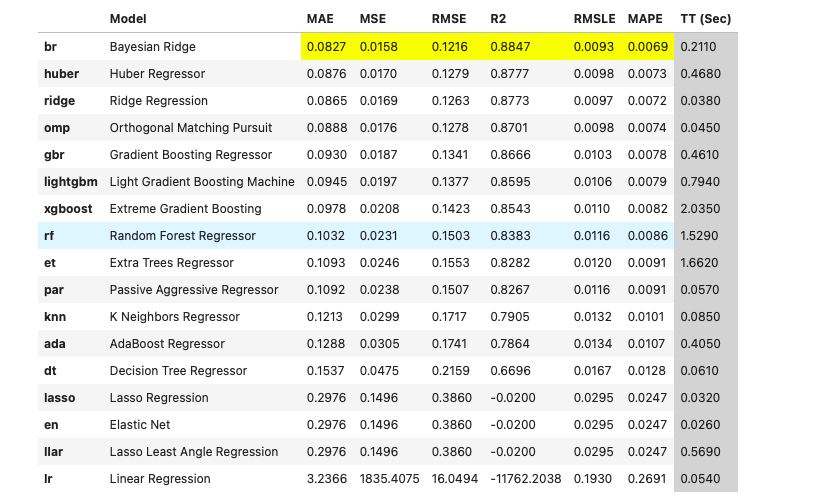 Model MAE MSE RMSE R2 RMSLE MAPE TT (Sec)
br Bayesian Ridge 0.0827 0.0158 0.1216 0.8847 0.0093 0.0069 0.2110
huber Huber Regressor 0.0876 0.0170 0.1279 0.8777 0.0098 0.0073 0.4680
ridge Ridge Regression 0.0865 0.0169 0.1263 0.8773 0.0097 0.0072 0.0380
omp Orthogonal Matching Pursuit 0.0888 0.0176 0.1278 0.8701 0.0098 0.0074 0.0450
gbr Gradient Boosting Regressor 0.0930 0.0187 0.1341 0.8666 0.0103 0.0078 0.4610
lightgbm Light Gradient Boosting Machine 0.0945 0.0197 0.1377 0.8595 0.0106 0.0079 0.7940
xgboost Extreme Gradient Boosting 0.0978 0.0208 0.1423 0.8543 0.0110 0.0082 2.0350
rf Random Forest Regressor 0.1032 0.0231 0.1503 0.8383 0.0116 0.0086 1.5290
et Extra Trees Regressor 0.1093 0.0246 0.1553 0.8282 0.0120 0.0091 1.6620
par Passive Aggressive Regressor 0.1092 0.0238 0.1507 0.8267 0.0116 0.0091 0.0570
knn K Neighbors Regressor 0.1213 0.0299 0.1717 0.7905 0.0132 0.0101 0.0850
ada AdaBoost Regressor 0.1288 0.0305 0.1741 0.7864 0.0134 0.0107 0.4050
dt Decision Tree Regressor 0.1537 0.0475 0.2159 0.6696 0.0167 0.0128 0.0610
lasso Lasso Regression 0.2976 0.1496 0.3860 -0.0200 0.0295 0.0247 0.0320
en Elastic Net 0.2976 0.1496 0.3860 -0.0200 0.0295 0.0247 0.0260
llar Lasso Least Angle Regression 0.2976 0.1496 0.3860 -0.0200 0.0295 0.0247 0.5690
lr Linear Regression 3.2366 1835.4075 16.0494 -11762.2038 0.1930 0.2691 0.0540